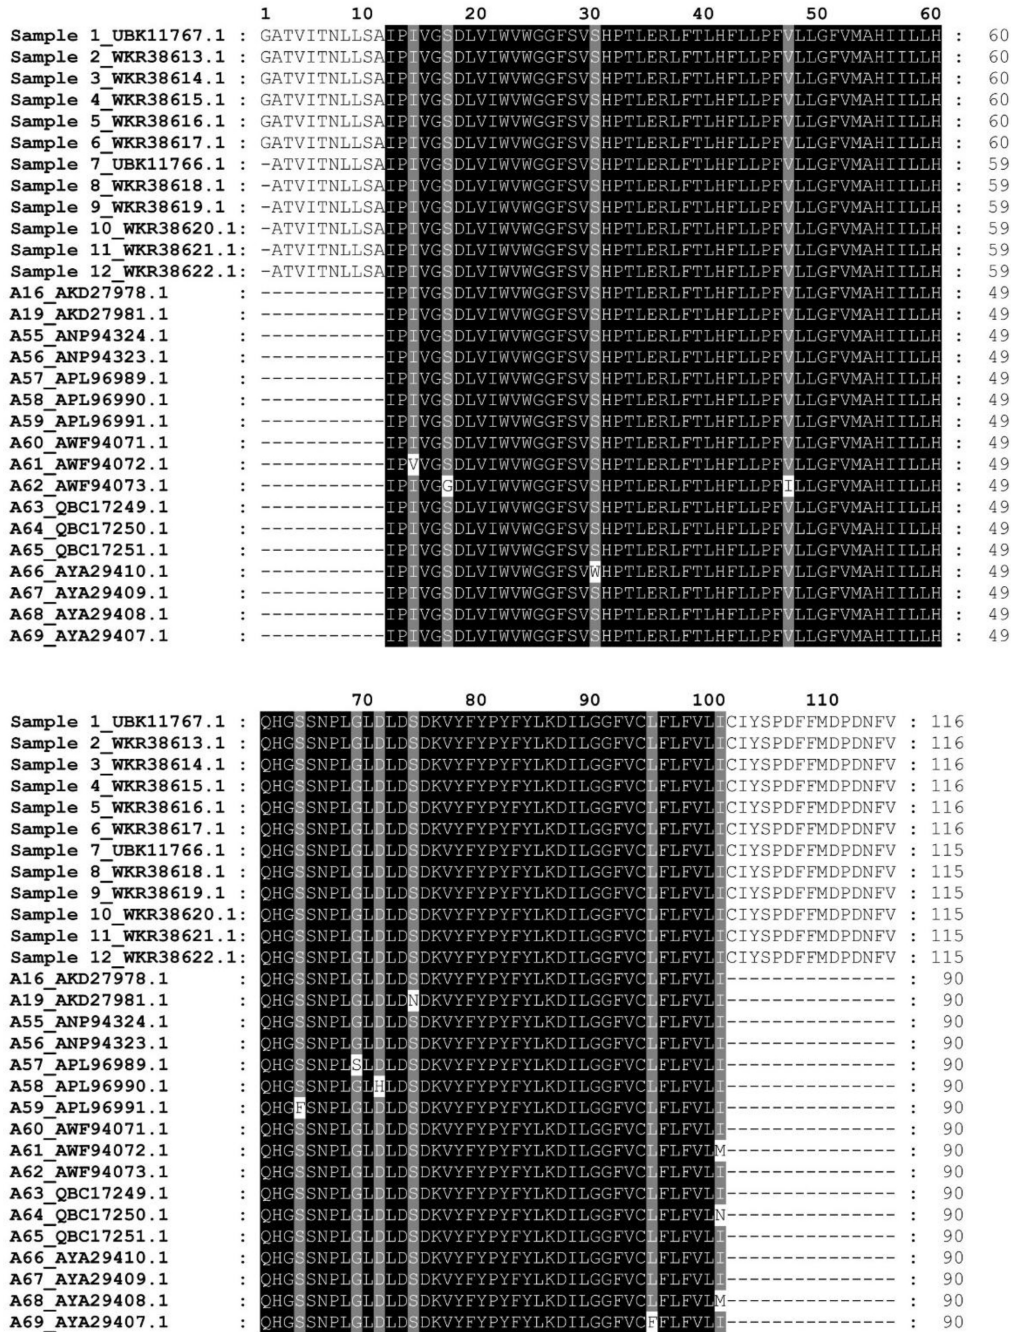 1 10 20 30 40 50 60
Sample 1_UBK11767.1 : GATVITNLLSAIPIVGSDLVIWVWGGFSVSHPTLERLFTLHFLLPFVLLGFVMAHIILLH : 60
Sample 2_WKR38613.1 : GATVITNLLSAIPIVGSDLVIWVWGGFSVSHPTLERLFTLHFLLPFVLLGFVMAHIILLH : 60
Sample 3_WKR38614.1 : GATVITNLLSAIPIVGSDLVIWVWGGFSVSHPTLERLFTLHFLLPFVLLGFVMAHIILLH : 60
Sample 4_WKR38615.1 : GATVITNLLSAIPIVGSDLVIWVWGGFSVSHPTLERLFTLHFLLPFVLLGFVMAHIILLH : 60
Sample 5_WKR38616.1 : GATVITNLLSAIPIVGSDLVIWVWGGFSVSHPTLERLFTLHFLLPFVLLGFVMAHIILLH : 60
Sample 6_WKR38617.1 : GATVITNLLSAIPIVGSDLVIWVWGGFSVSHPTLERLFTLHFLLPFVLLGFVMAHIILLH : 60
Sample 7_UBK11766.1 : -ATVITNLLSAIPIVGSDLVIWVWGGFSVSHPTLERLFTLHFLLPFVLLGFVMAHIILLH : 59
Sample 8_WKR38618.1 : -ATVITNLLSAIPIVGSDLVIWVWGGFSVSHPTLERLFTLHFLLPFVLLGFVMAHIILLH : 59
Sample 9_WKR38619.1 : -ATVITNLLSAIPIVGSDLVIWVWGGFSVSHPTLERLFTLHFLLPFVLLGFVMAHIILLH : 59
Sample 10_WKR38620.1: -ATVITNLLSAIPIVGSDLVIWVWGGFSVSHPTLERLFTLHFLLPFVLLGFVMAHIILLH : 59
Sample 11_WKR38621.1: -ATVITNLLSAIPIVGSDLVIWVWGGFSVSHPTLERLFTLHFLLPFVLLGFVMAHIILLH : 59
Sample 12_WKR38622.1: -ATVITNLLSAIPIVGSDLVIWVWGGFSVSHPTLERLFTLHFLLPFVLLGFVMAHIILLH : 59
A16_AKD27978.1 : -----------IPIVGSDLVIWVWGGFSVSHPTLERLFTLHFLLPFVLLGFVMAHIILLH : 49
A19_AKD27981.1 : -----------IPIVGSDLVIWVWGGFSVSHPTLERLFTLHFLLPFVLLGFVMAHIILLH : 49
A55_ANP94324.1 : -----------IPIVGSDLVIWVWGGFSVSHPTLERLFTLHFLLPFVLLGFVMAHIILLH : 49
A56_ANP94323.1 : -----------IPIVGSDLVIWVWGGFSVSHPTLERLFTLHFLLPFVLLGFVMAHIILLH : 49
A57_APL96989.1 : -----------IPIVGSDLVIWVWGGFSVSHPTLERLFTLHFLLPFVLLGFVMAHIILLH : 49
A58_APL96990.1 : -----------IPIVGSDLVIWVWGGFSVSHPTLERLFTLHFLLPFVLLGFVMAHIILLH : 49
A59_APL96991.1 : -----------IPIVGSDLVIWVWGGFSVSHPTLERLFTLHFLLPFVLLGFVMAHIILLH : 49
A60_AWF94071.1 : -----------IPIVGSDLVIWVWGGFSVSHPTLERLFTLHFLLPFVLLGFVMAHIILLH : 49
A61_AWF94072.1 : -----------IPVVGSDLVIWVWGGFSVSHPTLERLFTLHFLLPFVLLGFVMAHIILLH : 49
A62_AWF94073.1 : -----------IPIVGGDLVIWVWGGFSVSHPTLERLFTLHFLLPFILLGFVMAHIILLH : 49
A63_QBC17249.1 : -----------IPIVGSDLVIWVWGGFSVSHPTLERLFTLHFLLPFVLLGFVMAHIILLH : 49
A64_QBC17250.1 : -----------IPIVGSDLVIWVWGGFSVSHPTLERLFTLHFLLPFVLLGFVMAHIILLH : 49
A65_QBC17251.1 : -----------IPIVGSDLVIWVWGGFSVSHPTLERLFTLHFLLPFVLLGFVMAHIILLH : 49
A66_AYA29410.1 : -----------IPIVGSDLVIWVWGGFSVWHPTLERLFTLHFLLPFVLLGFVMAHIILLH : 49
A67_AYA29409.1 : -----------IPIVGSDLVIWVWGGFSVSHPTLERLFTLHFLLPFVLLGFVMAHIILLH : 49
A68_AYA29408.1 : -----------IPIVGSDLVIWVWGGFSVSHPTLERLFTLHFLLPFVLLGFVMAHIILLH : 49
A69_AYA29407.1 : -----------IPIVGSDLVIWVWGGFSVSHPTLERLFTLHFLLPFVLLGFVMAHIILLH : 49
70 80 90 101 110
Sample 1_UBK11767.1 : QHGSSNPLGLDLDSDKVYFYPYFYLKDILGGFVCLFLFVLICIYSPDFFMDPDNFV : 116
Sample 2_WKR38613.1 : QHGSSNPLGLDLDSDKVYFYPYFYLKDILGGFVCLFLFVLICIYSPDFFMDPDNFV : 116
Sample 3_WKR38614.1 : QHGSSNPLGLDLDSDKVYFYPYFYLKDILGGFVCLFLFVLICIYSPDFFMDPDNFV : 116
Sample 4_WKR38615.1 : QHGSSNPLGLDLDSDKVYFYPYFYLKDILGGFVCLFLFVLICIYSPDFFMDPDNFV : 116
Sample 5_WKR38616.1 : QHGSSNPLGLDLDSDKVYFYPYFYLKDILGGFVCLFLFVLICIYSPDFFMDPDNFV : 116
Sample 6_WKR38617.1 : QHGSSNPLGLDLDSDKVYFYPYFYLKDILGGFVCLFLFVLICIYSPDFFMDPDNFV : 116
Sample 7_UBK11766.1 : QHGSSNPLGLDLDSDKVYFYPYFYLKDILGGFVCLFLFVLICIYSPDFFMDPDNFV : 115
Sample 8_WKR38618.1 : QHGSSNPLGLDLDSDKVYFYPYFYLKDILGGFVCLFLFVLICIYSPDFFMDPDNFV : 115
Sample 9_WKR38619.1 : QHGSSNPLGLDLDSDKVYFYPYFYLKDILGGFVCLFLFVLICIYSPDFFMDPDNFV : 115
Sample 10_WKR38620.1: QHGSSNPLGLDLDSDKVYFYPYFYLKDILGGFVCLFLFVLICIYSPDFFMDPDNFV : 115
Sample 11_WKR38621.1: QHGSSNPLGLDLDSDKVYFYPYFYLKDILGGFVCLFLFVLICIYSPDFFMDPDNFV : 115
Sample 12_WKR38622.1: QHGSSNPLGLDLDSDKVYFYPYFYLKDILGGFVCLFLFVLICIYSPDFFMDPDNFV : 115
A16_AKD27978.1 : QHGSSNPLGLDLDSDKVYFYPYFYLKDILGGFVCLFLFVLI--------------- : 90
A19_AKD27981.1 : QHGSSNPLGLDLDNDKVYFYPYFYLKDILGGFVCLFLFVLI--------------- : 90
A55_ANP94324.1 : QHGSSNPLGLDLDSDKVYFYPYFYLKDILGGFVCLFLFVLI--------------- : 90
A56_ANP94323.1 : QHGSSNPLGLDLDSDKVYFYPYFYLKDILGGFVCLFLFVLI--------------- : 90
A57_APL96989.1 : QHGSSNPLSLDLDSDKVYFYPYFYLKDILGGFVCLFLFVLI--------------- : 90
A58_APL96990.1 : QHGSSNPLGLHLDSDKVYFYPYFYLKDILGGFVCLFLFVLI--------------- : 90
A59_APL96991.1 : QHGFSNPLGLDLDSDKVYFYPYFYLKDILGGFVCLFLFVLI--------------- : 90
A60_AWF94071.1 : QHGSSNPLGLDLDSDKVYFYPYFYLKDILGGFVCLFLFVLI--------------- : 90
A61_AWF94072.1 : QHGSSNPLGLDLDSDKVYFYPYFYLKDILGGFVCLFLFVLM--------------- : 90
A62_AWF94073.1 : QHGSSNPLGLDLDSDKVYFYPYFYLKDILGGFVCLFLFVLI--------------- : 90
A63_QBC17249.1 : QHGSSNPLGLDLDSDKVYFYPYFYLKDILGGFVCLFLFVLI--------------- : 90
A64_QBC17250.1 : QHGSSNPLGLDLDSDKVYFYPYFYLKDILGGFVCLFLFVLN--------------- : 90
A65_QBC17251.1 : QHGSSNPLGLDLDSDKVYFYPYFYLKDILGGFVCLFLFVLI--------------- : 90
A66_AYA29410.1 : QHGSSNPLGLDLDSDKVYFYPYFYLKDILGGFVCLFLFVLI--------------- : 90
A67_AYA29409.1 : QHGSSNPLGLDLDSDKVYFYPYFYLKDILGGFVCLFLFVLI--------------- : 90
A68_AYA29408.1 : QHGSSNPLGLDLDSDKVYFYPYFYLKDILGGFVCLFLFVLM--------------- : 90
A69_AYA29407.1 : QHGSSNPLGLDLDSDKVYFYPYFYLKDILGGFVCFFLFVLI--------------- : 90